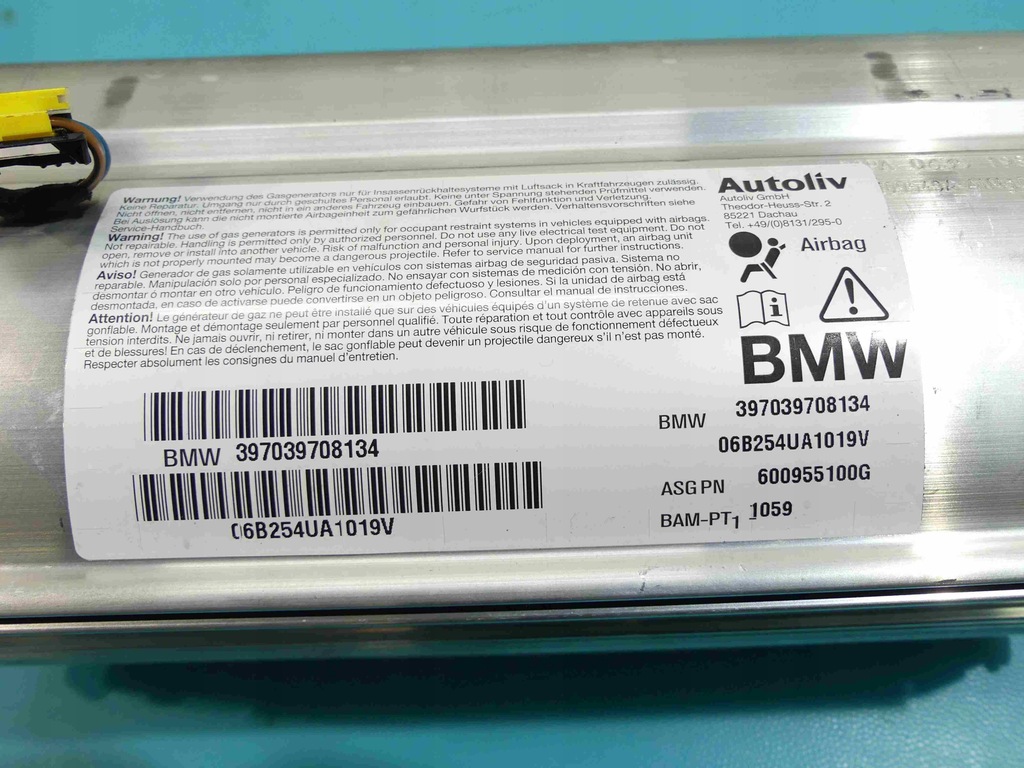 Warnung! Verwendung des Gasgenerators nur für Insassenrückhaltesysteme mit Luftsack in Kraftfahrzeugen zulässig.
Keine Reparatur. Umgang nur durch geschultes Personal erlaubt. Keine unter Spannung stehenden Prüfmittel verwenden.
Nicht öffnen, nicht entfernen, nicht in ein anderes Fahrzeug einbauen. Gefahr von Fehlfunktion und Verletzung.
Bei Auslösung kann die nicht montierte Airbageinheit zum gefährlichen Wurfstück werden. Verhaltensvorschriften siehe
Service-Handbuch.
Warning! The use of gas generators is permitted only for occupant restraint systems in vehicles equipped with airbags.
Not repairable. Handling is permitted only by authorized personnel. Do not use any live electrical test equipment. Do not
open, remove or install into another vehicle. Risk of malfunction and personal injury. Upon deployment, an airbag unit
which is not properly mounted may become a dangerous projectile. Refer to service manual for further instructions.
Aviso! Generador de gas solamente utilizable en vehículos con sistemas airbag de seguridad pasiva. Sistema no
reparable. Manipulación solo por personal especializado. No ensayar con sistemas de medición con tensión. No abrir,
desmontar ó montar en otro vehículo. Peligro de funcionamiento defectuoso y lesiones. Si la unidad de airbag está
desmontada, en caso de activarse puede convertirse en un objeto peligroso. Consultar el manual de instrucciones.
Attention! Le générateur de gaz ne peut être installé que sur des véhicules équipés d'un système de retenue avec sac
gonflable. Montage et démontage seulement par personnel qualifié. Toute réparation et tout contrôle avec appareils sous
tension interdits. Ne jamais ouvrir, ni retirer, ni monter dans un autre véhicule sous risque de fonctionnement défectueux
et de blessures! En cas de déclenchement, le sac gonflable peut devenir un projectile dangereux s'il n'est pas monté.
Respecter absolument les consignes du manuel d'entretien.
Autoliv
Autoliv GmbH
Theodor-Heuss-Str. 2
85221 Dachau
Tel. +49/(0)8131/295-0
Airbag
BMW
BMW 397039708134
06B254UA1019V
ASG PN 600955100G
BAM-PT1 1059
BMW 397039708134
06B254UA1019V